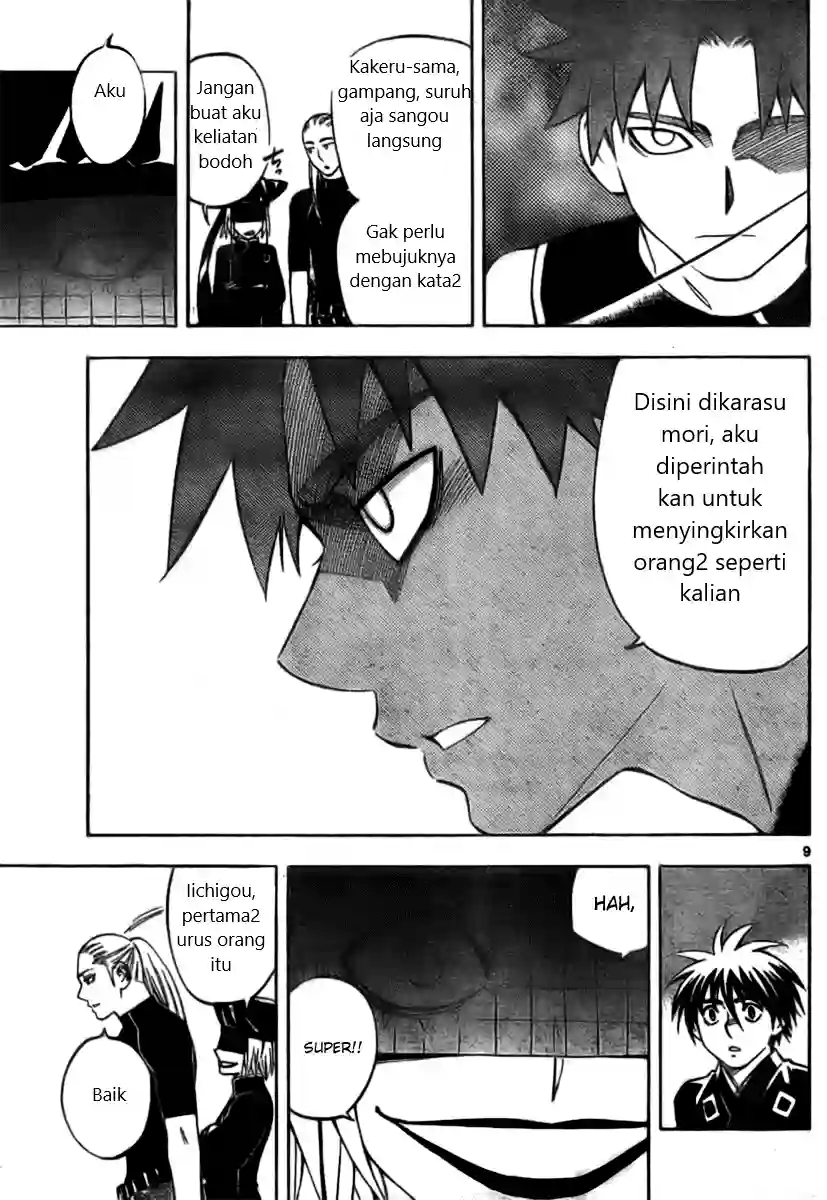 Kakeru-sama,
gampang, suruh
aja sangou
langsung
Gak perlu
mebujuknya
dengan kata2
Jangan
buat aku
keliatan
bodoh
Aku
Disini dikarasu
mori, aku
diperintah
kan untuk
menyingkirkan
orang2 seperti
kalian
9
HAH,
SUPER!!
Iichigou,
pertama2
urus orang
itu
Baik